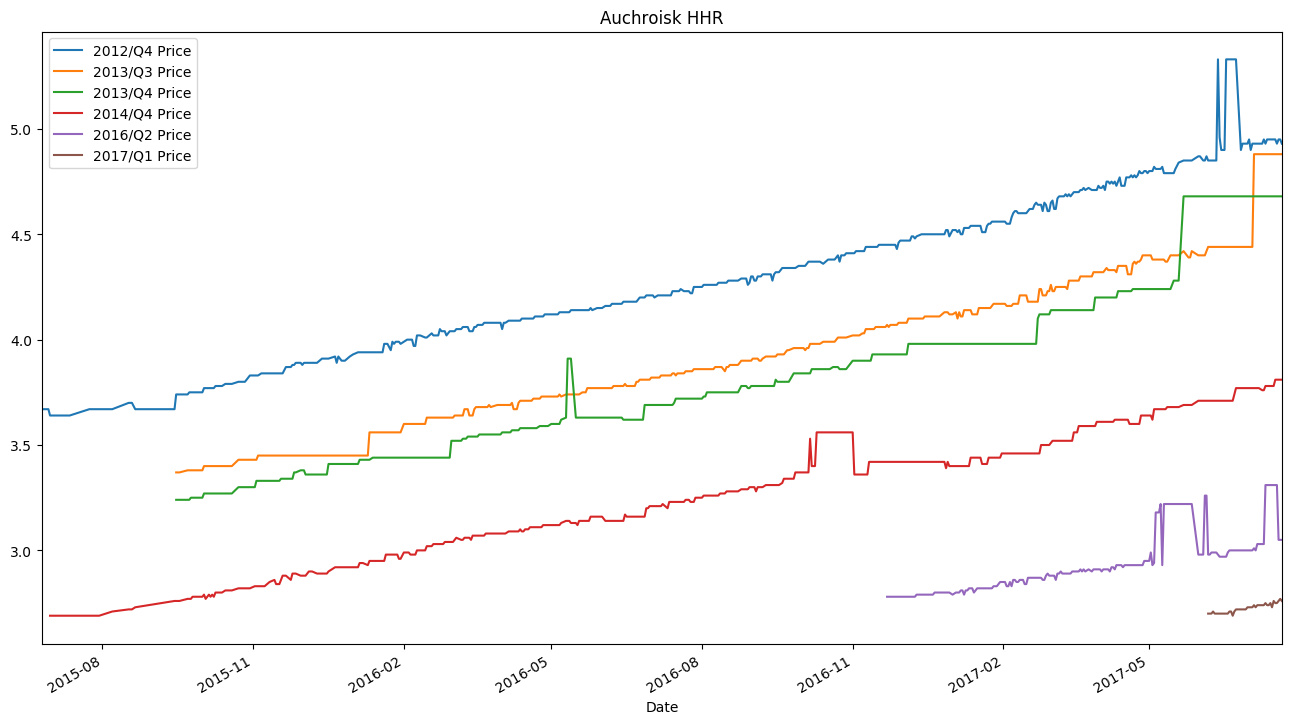 Auchroisk HHR
2012/Q4 Price
2013/Q3 Price
2013/Q4 Price
2014/Q4 Price
2016/Q2 Price
2017/Q1 Price
5.0
4.5
4.0
3.5
3.0
2015-08
2015-11
2016-02
2016-05
2016-08
2016-11
2017-02
2017-05
Date